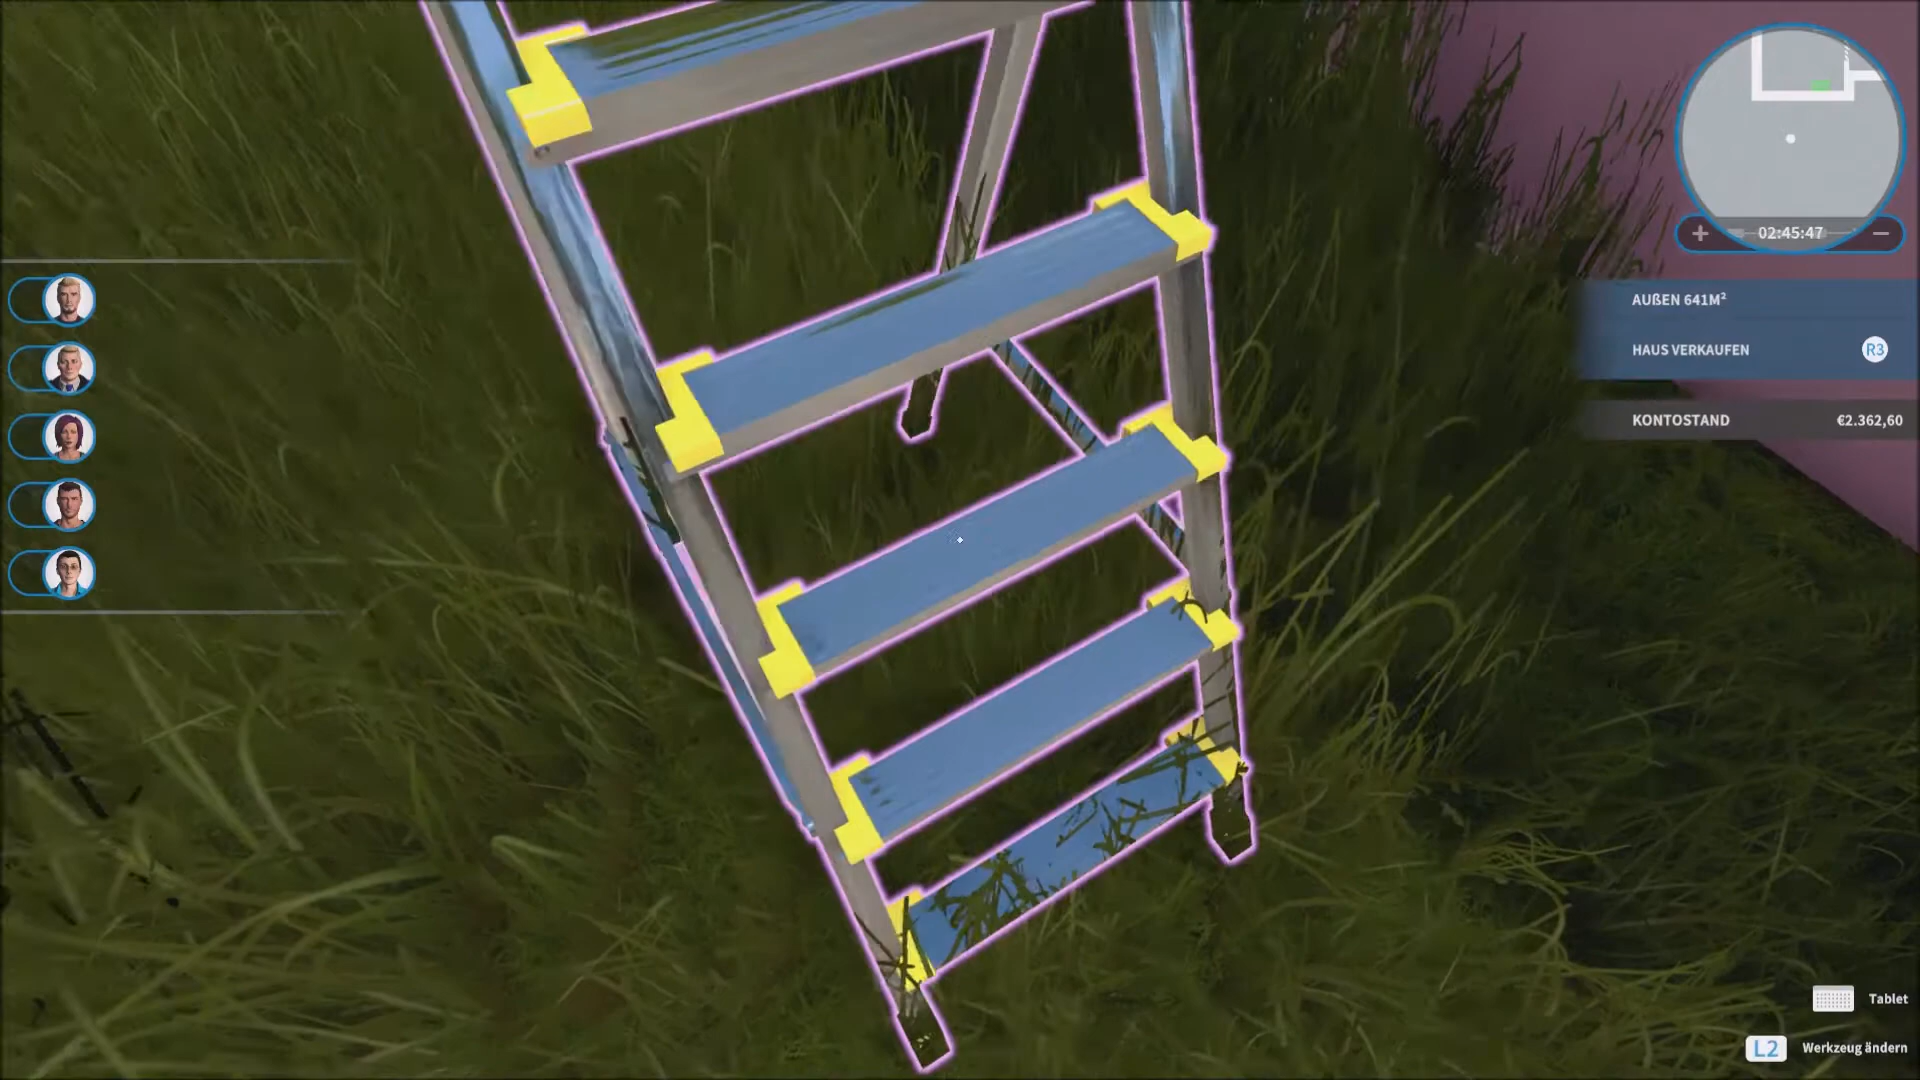 02:45:47
AUßEN 641M²
HAUS VERKAUFEN R3
KONTOSTAND €2.362,60
Tablet
L2 Werkzeug ändern